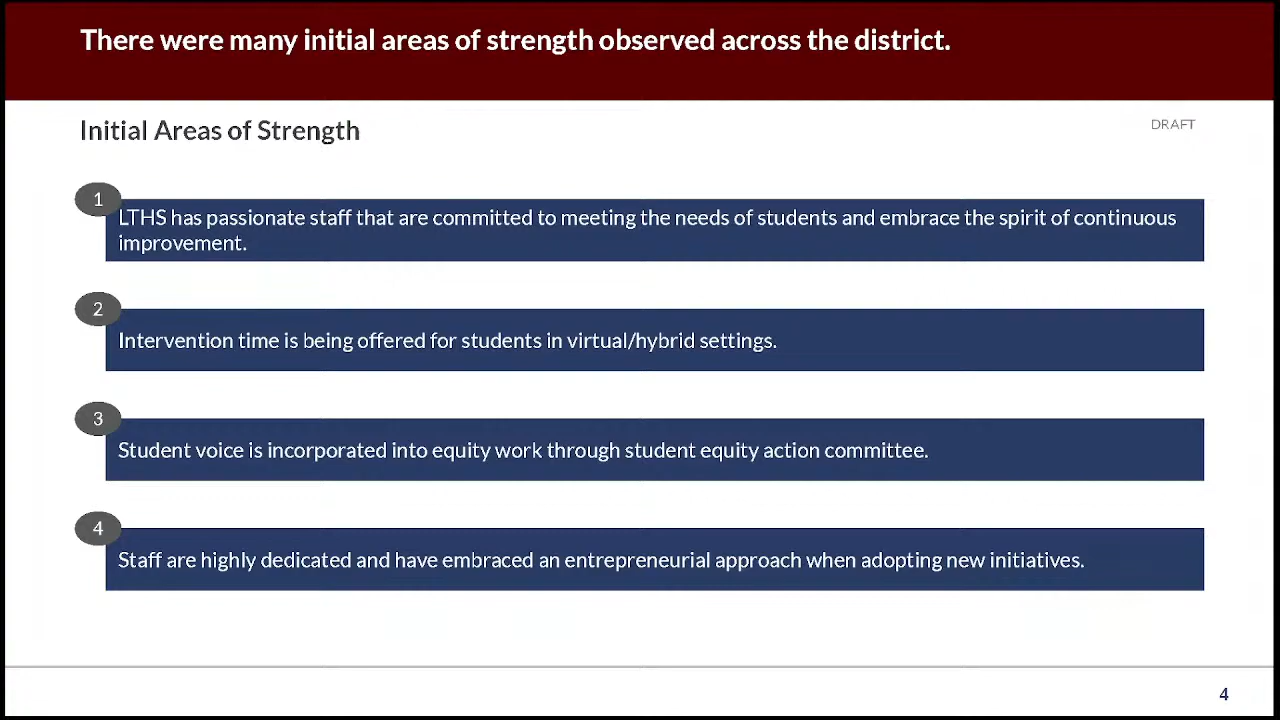 There were many initial areas of strength observed across the district.
Initial Areas of Strength
DRAFT
1
LTHS has passionate staff that are committed to meeting the needs of students and embrace the spirit of continuous
improvement.
2
Intervention time is being offered for students in virtual/hybrid settings.
3
Student voice is incorporated into equity work through student equity action committee.
4
Staff are highly dedicated and have embraced an entrepreneurial approach when adopting new initiatives.
4